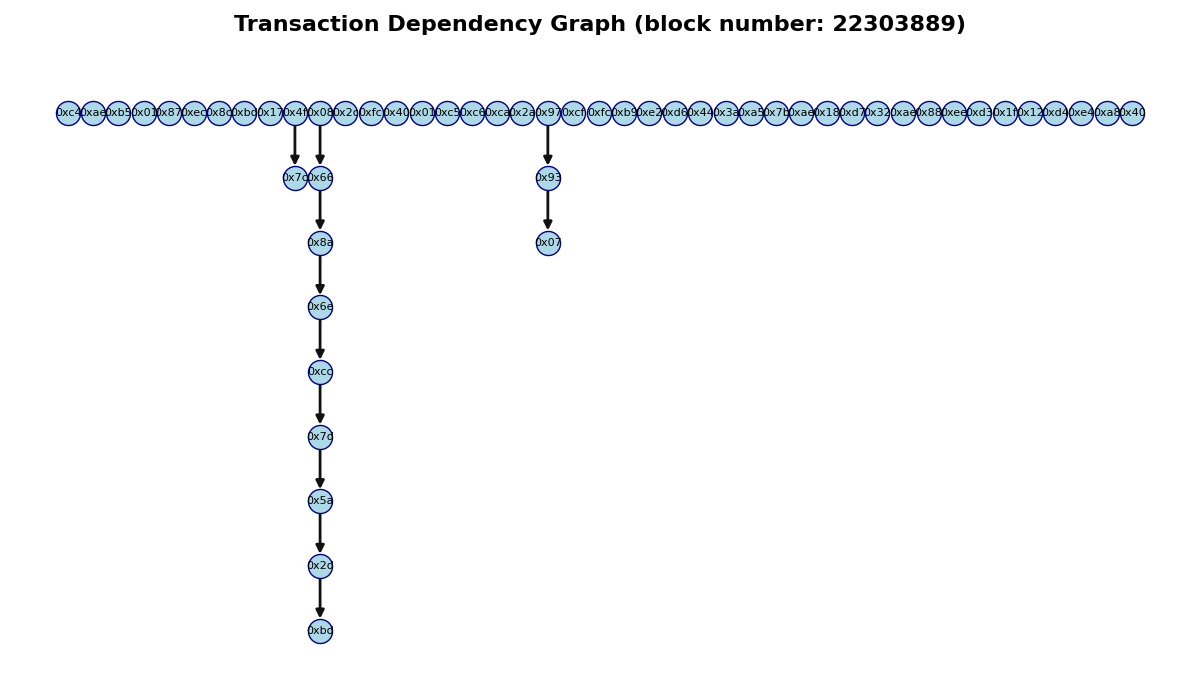 Transaction Dependency Graph (block number: 22303889)
0xc4 0xae 0xb5 0x01 0x87 0xec 0x8c 0xbd 0x17 0x4f 0x08 0x2c 0xfc 0x40 0x01 0xc5 0xc6 0xca 0x2a 0x97 0xcf 0xfc 0xb9 0xe2 0xd6 0x44 0x3a 0xa5 0x7b 0xae 0x18 0xd7 0x32 0xae 0x88 0xee 0xd3 0x1f 0x12 0xd4 0xe4 0xa8 0x40
0x7c 0x66 0x93
0x8a 0x07
0x6e
0xcc
0x7d
0x5a
0x2d
0xbd